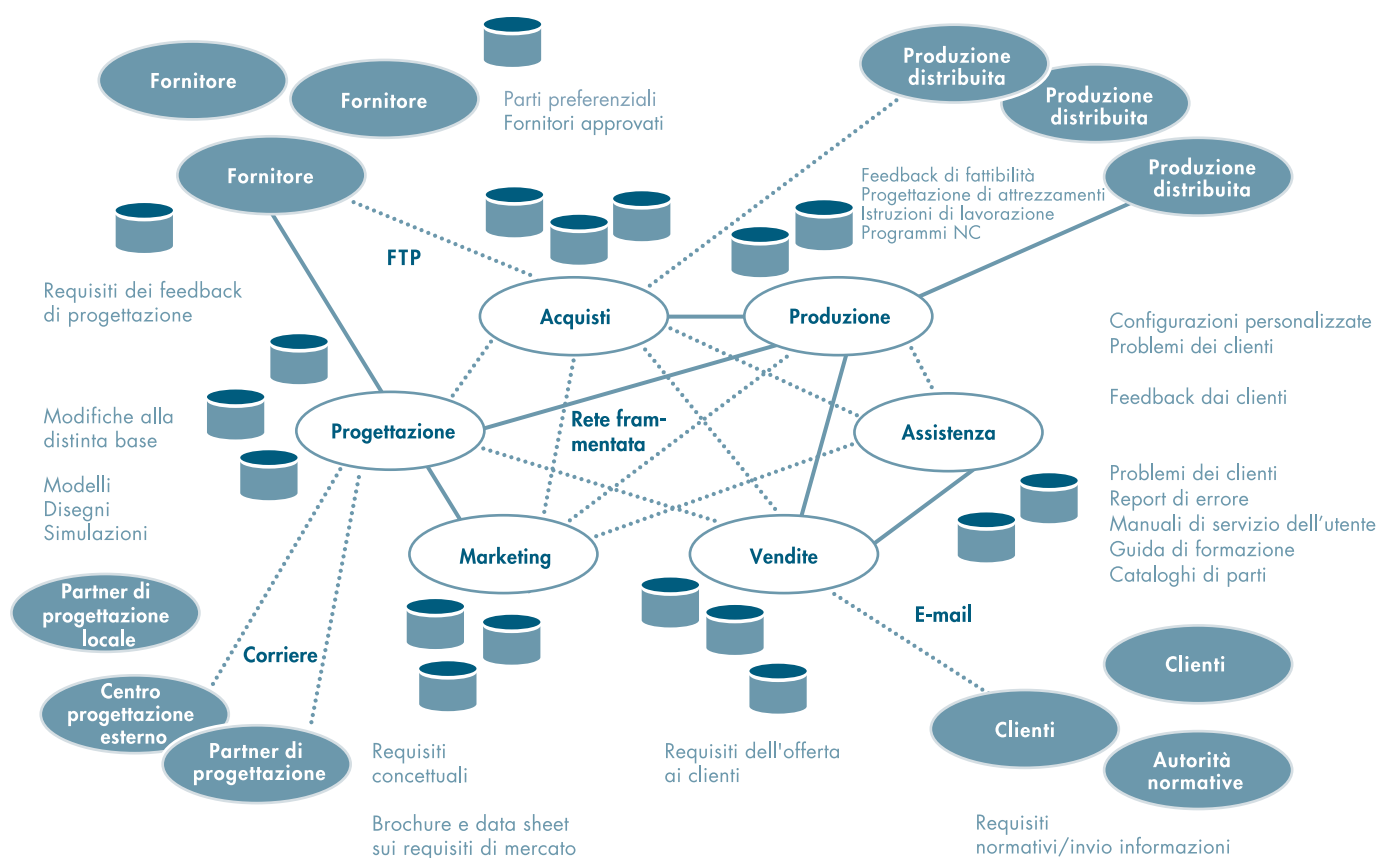 Fornitore
Fornitore
Fornitore
Parti preferenziali
Fornitori approvati
Produzione
distribuita
Produzione
distribuita
Produzione
distribuita
Feedback di fattibilità
Progettazione di attrezzamenti
Istruzioni di lavorazione
Programmi NC
FTP
Requisiti dei feedback
di progettazione
Acquisti
Produzione
Configurazioni personalizzate
Problemi dei clienti
Feedback dai clienti
Modifiche alla
distinta base
Progettazione
Rete fram-
mentata
Assistenza
Modelli
Disegni
Simulazioni
Problemi dei clienti
Report di errore
Manuali di servizio dell'utente
Guida di formazione
Cataloghi di parti
Marketing
Vendite
Partner di
progettazione
locale
Corriere
E-mail
Centro
progettazione
esterno
Partner di
progettazione
Clienti
Clienti
Autorità
normative
Requisiti
concettuali
Brochure e data sheet
sui requisiti di mercato
Requisiti dell'offerta
ai clienti
Requisiti
normativi/invio informazioni